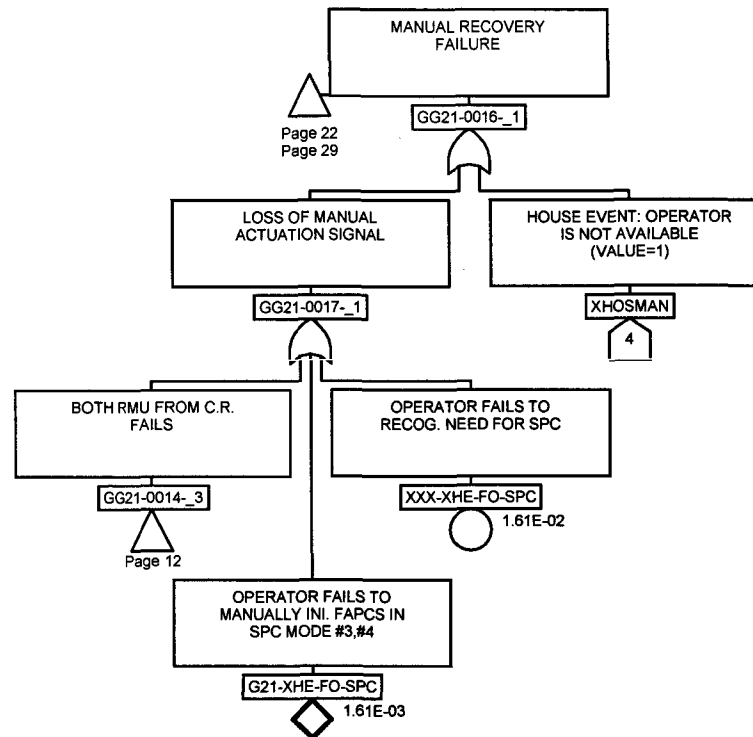 MANUAL RECOVERY
FAILURE
Page 22
Page 29
GG21-0016-_1
LOSS OF MANUAL
ACTUATION SIGNAL
HOUSE EVENT: OPERATOR
IS NOT AVAILABLE
(VALUE=1)
GG21-0017-_1
XHOSMAN
4
BOTH RMU FROM C.R.
FAILS
OPERATOR FAILS TO
RECOG. NEED FOR SPC
GG21-0014-_3
XXX-XHE-FO-SPC
Page 12
1.61E-02
OPERATOR FAILS TO
MANUALLY INI. FAPCS IN
SPC MODE #3,#4
G21-XHE-FO-SPC
1.61E-03